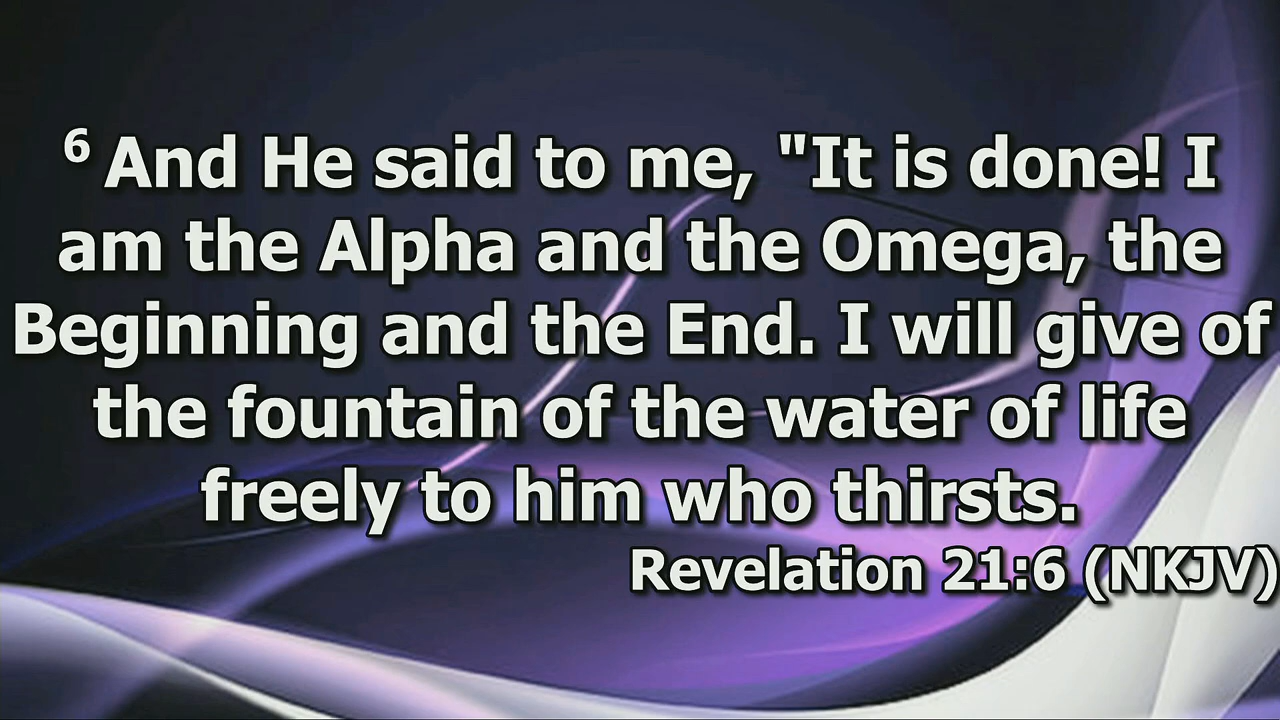 6 And He said to me, "It is done! I
am the Alpha and the Omega, the
Beginning and the End. I will give of
the fountain of the water of life
freely to him who thirsts.
Revelation 21:6 (NKJV)